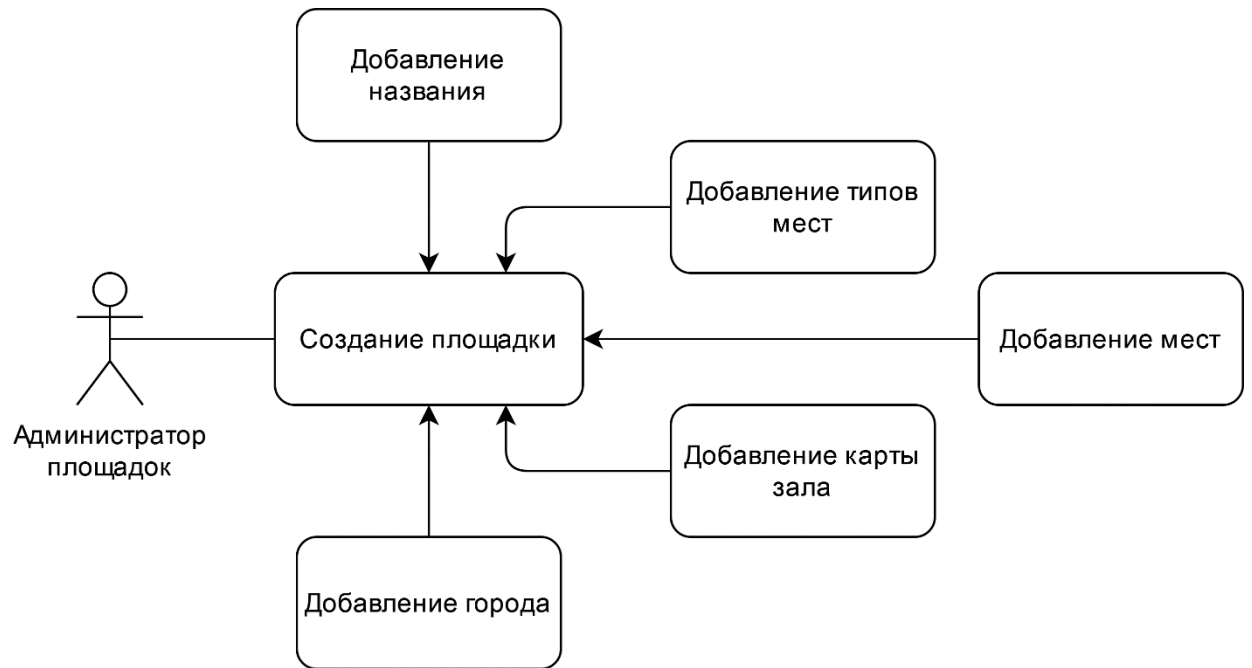 Добавление
названия
Добавление типов
мест
Создание площадки
Добавление мест
Администратор
площадок
Добавление карты
зала
Добавление города